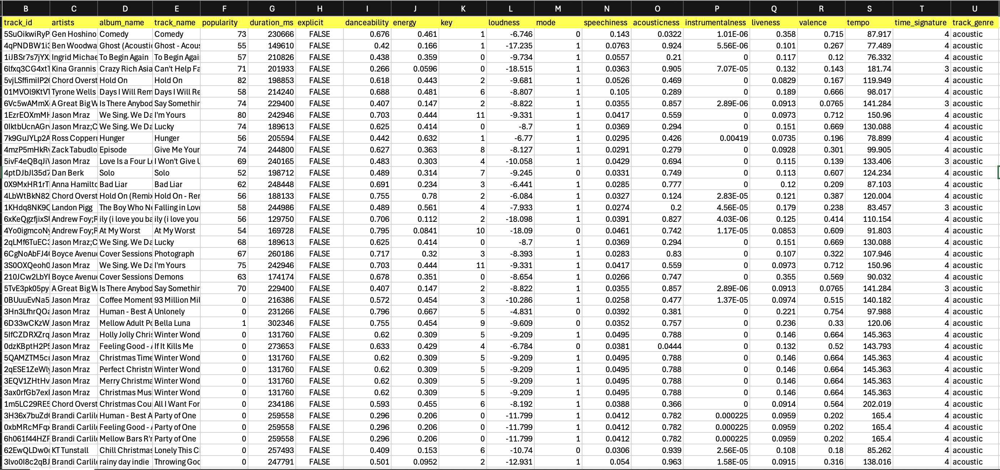 B C D E F G H I J K L M N O P Q R S T U
track_id artists album_name track_name popularity duration_ms explicit danceability energy key loudness mode speechiness acousticness instrumentalness liveness valence tempo time_signature track_genre
5SuOikwiRyP Gen Hoshino Comedy Comedy 73 230666 FALSE 0.676 0.461 1 -6.746 0 0.143 0.0322 1.01E-06 0.358 0.715 87.917 4 acoustic
4qPNDBW1i3 Ben Woodwa Ghost (Acoustic Ghost - Acous 55 149610 FALSE 0.42 0.166 1 -17.235 1 0.0763 0.924 5.56E-06 0.101 0.267 77.489 4 acoustic
1iJBSr7s7jYX Ingrid Michae To Begin Again To Begin Agai 57 210826 FALSE 0.438 0.359 0 -9.734 1 0.0557 0.21 0 0.117 0.12 76.332 4 acoustic
6lfxq3CG4xtT Kina Grannis Crazy Rich Asia Can't Help Fa 71 201933 FALSE 0.266 0.0596 0 -18.515 1 0.0363 0.905 7.07E-05 0.132 0.143 181.74 3 acoustic
5vjLSffimiIP26 Chord Overst Hold On Hold On 82 198853 FALSE 0.618 0.443 2 -9.681 1 0.0526 0.469 0 0.0829 0.167 119.949 4 acoustic
01MVOl9KtVT Tyrone Wells Days I Will Rem Days I Will Re 58 214240 FALSE 0.688 0.481 6 -8.807 1 0.105 0.289 0 0.189 0.666 98.017 4 acoustic
6Vc5wAMmX A Great Big W Is There Anybod Say Somethin 74 229400 FALSE 0.407 0.147 2 -8.822 1 0.0355 0.857 2.89E-06 0.0913 0.0765 141.284 3 acoustic
1EzrEOXmMH Jason Mraz We Sing. We Da I'm Yours 80 242946 FALSE 0.703 0.444 11 -9.331 1 0.0417 0.559 0 0.0973 0.712 150.96 4 acoustic
0IktbUcnAGrv Jason Mraz;C We Sing. We Da Lucky 74 189613 FALSE 0.625 0.414 0 -8.7 1 0.0369 0.294 0 0.151 0.669 130.088 4 acoustic
7k9GuJYLp2A Ross Copperr Hunger Hunger 56 205594 FALSE 0.442 0.632 1 -6.77 1 0.0295 0.426 0.00419 0.0735 0.196 78.899 4 acoustic
4mzP5mHkRv Zack Tabudlo Episode Give Me Your 74 244800 FALSE 0.627 0.363 8 -8.127 1 0.0291 0.279 0 0.0928 0.301 99.905 4 acoustic
5ivF4eQBqJiV Jason Mraz Love Is a Four Le I Won't Give U 69 240165 FALSE 0.483 0.303 4 -10.058 1 0.0429 0.694 0 0.115 0.139 133.406 3 acoustic
4ptDJbJl35d7 Dan Berk Solo Solo 52 198712 FALSE 0.489 0.314 7 -9.245 0 0.0331 0.749 0 0.113 0.607 124.234 4 acoustic
0X9MxHR1rT Anna Hamilto Bad Liar Bad Liar 62 248448 FALSE 0.691 0.234 3 -6.441 1 0.0285 0.777 0 0.12 0.209 87.103 4 acoustic
4LbWtBkN82 Chord Overst Hold On (Remix Hold On - Rer 56 188133 FALSE 0.755 0.78 2 -6.084 1 0.0327 0.124 2.83E-05 0.121 0.387 120.004 4 acoustic
1KHdq8NK9Q Landon Pigg The Boy Who Ne Falling in Love 58 244986 FALSE 0.489 0.561 4 -7.933 1 0.0274 0.2 4.56E-05 0.179 0.238 83.457 3 acoustic
6xKeQgzfjixSU Andrew Foy;R ily (i love you ba ily (i love you 56 129750 FALSE 0.706 0.112 2 -18.098 1 0.0391 0.827 4.03E-06 0.125 0.414 110.154 4 acoustic
4Yo0igmcoNy Andrew Foy;R At My Worst At My Worst 54 169728 FALSE 0.795 0.0841 10 -18.09 0 0.0461 0.742 1.17E-05 0.0853 0.609 91.803 4 acoustic
2qLMf6TuEC3 Jason Mraz;C We Sing. We Da Lucky 68 189613 FALSE 0.625 0.414 0 -8.7 1 0.0369 0.294 0 0.151 0.669 130.088 4 acoustic
6CgNoAbFJ4 Boyce Avenue Cover Sessions Photograph 67 260186 FALSE 0.717 0.32 3 -8.393 1 0.0283 0.83 0 0.107 0.322 107.946 4 acoustic
3S0OXQeoh0 Jason Mraz We Sing. We Da I'm Yours 75 242946 FALSE 0.703 0.444 11 -9.331 1 0.0417 0.559 0 0.0973 0.712 150.96 4 acoustic
210JCw2LbYI Boyce Avenue Cover Sessions Demons 63 174174 FALSE 0.678 0.351 0 -8.654 1 0.0266 0.747 0 0.355 0.569 90.032 4 acoustic
5TvE3pk05py A Great Big W Is There Anybod Say Somethin 70 229400 FALSE 0.407 0.147 2 -8.822 1 0.0355 0.857 2.89E-06 0.0913 0.0765 141.284 3 acoustic
0BUuuEvNa5 Jason Mraz Coffee Moment 93 Million Mil 0 216386 FALSE 0.572 0.454 3 -10.286 1 0.0258 0.477 1.37E-05 0.0974 0.515 140.182 4 acoustic
3Hn3LfhrQOa Jason Mraz Human - Best A Unlonely 0 231266 FALSE 0.796 0.667 5 -4.831 0 0.0392 0.381 0 0.221 0.754 97.988 4 acoustic
6D33wCKzW Jason Mraz Mellow Adult Po Bella Luna 1 302346 FALSE 0.755 0.454 9 -9.609 0 0.0352 0.757 0 0.236 0.33 120.06 4 acoustic
5IfCZDRXZrq Jason Mraz Holly Jolly Chris Winter Wond 0 131760 FALSE 0.62 0.309 5 -9.209 1 0.0495 0.788 0 0.146 0.664 145.363 4 acoustic
0dzKBptH2P5 Jason Mraz Feeling Good - A If It Kills Me 0 273653 FALSE 0.633 0.429 4 -6.784 0 0.0381 0.0444 0 0.132 0.52 143.793 4 acoustic
5QAMZTM5cr Jason Mraz Christmas Time Winter Wond 0 131760 FALSE 0.62 0.309 5 -9.209 1 0.0495 0.788 0 0.146 0.664 145.363 4 acoustic
2qESE1ZeWly Jason Mraz Perfect Christm Winter Wond 0 131760 FALSE 0.62 0.309 5 -9.209 1 0.0495 0.788 0 0.146 0.664 145.363 4 acoustic
3EQV1ZHtHv Jason Mraz Merry Christma Winter Wond 0 131760 FALSE 0.62 0.309 5 -9.209 1 0.0495 0.788 0 0.146 0.664 145.363 4 acoustic
3ax0rfGb7exI Jason Mraz Christmas Mus Winter Wond 0 131760 FALSE 0.62 0.309 5 -9.209 1 0.0495 0.788 0 0.146 0.664 145.363 4 acoustic
1m5LC29RE5 Chord Overst Christmas Cou All I Want For 0 234186 FALSE 0.593 0.455 6 -8.192 1 0.0388 0.366 0 0.0914 0.564 202.019 4 acoustic
3H36x7buZd Brandi Carlile Human - Best A Party of One 0 259558 FALSE 0.296 0.206 0 -11.799 1 0.0412 0.782 0.000225 0.0959 0.202 165.4 4 acoustic
0xbMRcMFqx Brandi Carlile Feeling Good - A Party of One 0 259558 FALSE 0.296 0.206 0 -11.799 1 0.0412 0.782 0.000225 0.0959 0.202 165.4 4 acoustic
6h061f44HZF Brandi Carlile Mellow Bars R'n Party of One 0 259558 FALSE 0.296 0.206 0 -11.799 1 0.0412 0.782 0.000225 0.0959 0.202 165.4 4 acoustic
62EwQLDw0 KT Tunstall Chill Christmas Lonely This C 0 257493 FALSE 0.409 0.153 6 -10.74 0 0.0306 0.939 2.56E-05 0.108 0.18 85.262 4 acoustic
3lvo0I8c2qBJ Brandi Carlile rainy day indie Throwing Goo 0 247791 FALSE 0.501 0.0952 2 -12.931 1 0.054 0.963 1.58E-05 0.0915 0.316 138.016 4 acoustic